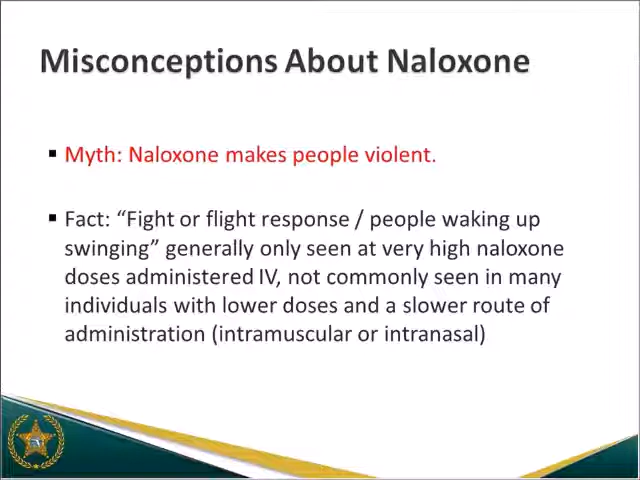 Misconceptions About Naloxone
▪ Myth: Naloxone makes people violent.
▪ Fact: “Fight or flight response / people waking up
swinging” generally only seen at very high naloxone
doses administered IV, not commonly seen in many
individuals with lower doses and a slower route of
administration (intramuscular or intranasal)